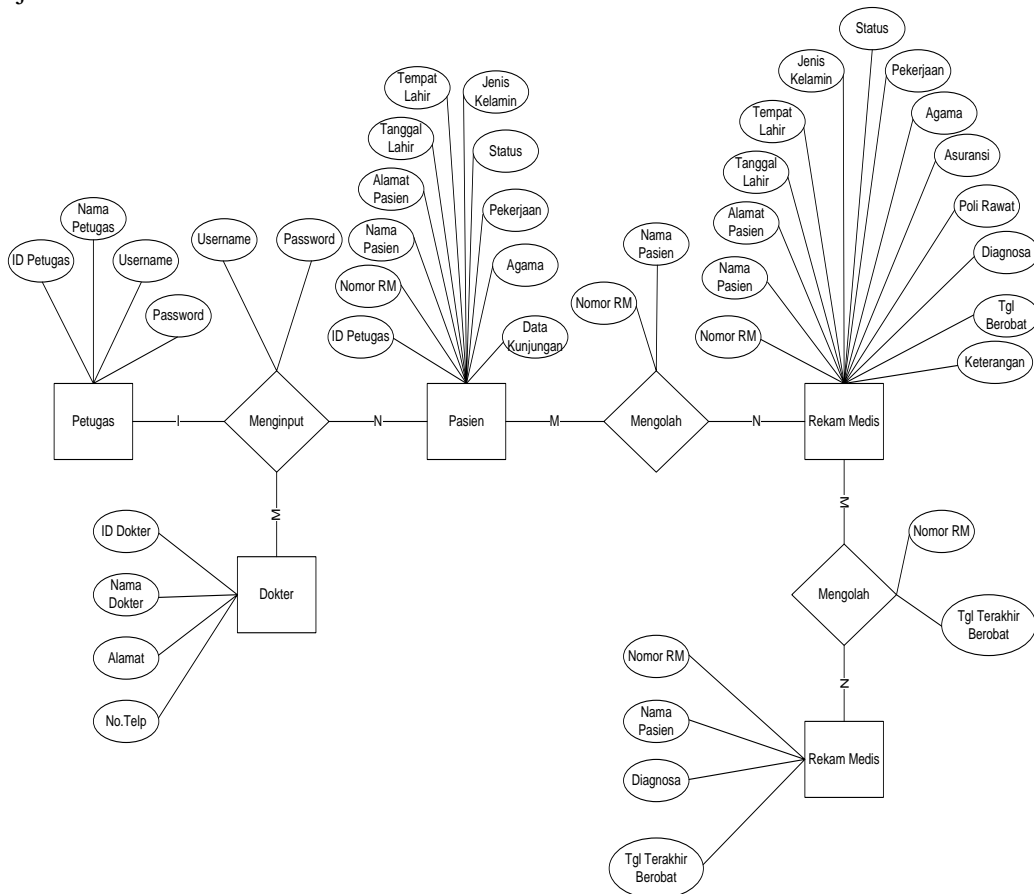 Status
Tempat
Lahir
Jenis
Kelamin
Jenis
Kelamin
Pekerjaan
Tanggal
Lahir
Status
Tempat
Lahir
Agama
Alamat
Pasien
Pekerjaan
Tanggal
Lahir
Asuransi
Nama
Petugas
Nama
Pasien
Alamat
Pasien
Poli Rawat
ID Petugas
Username
Username
Password
Agama
Nama
Pasien
Nama
Pasien
Diagnosa
Password
Nomor RM
Nomor RM
Tgl
Berobat
ID Petugas
Data
Kunjungan
Nomor RM
Keterangan
Petugas
I
Menginput
N
Pasien
M
Mengolah
N
Rekam Medis
M
M
ID Dokter
Nama
Dokter
Alamat
No.Telp
Dokter
Mengolah
Nomor RM
Tgl Terakhir
Berobat
N
Nomor RM
Nama
Pasien
Diagnosa
Tgl Terakhir
Berobat
Rekam Medis